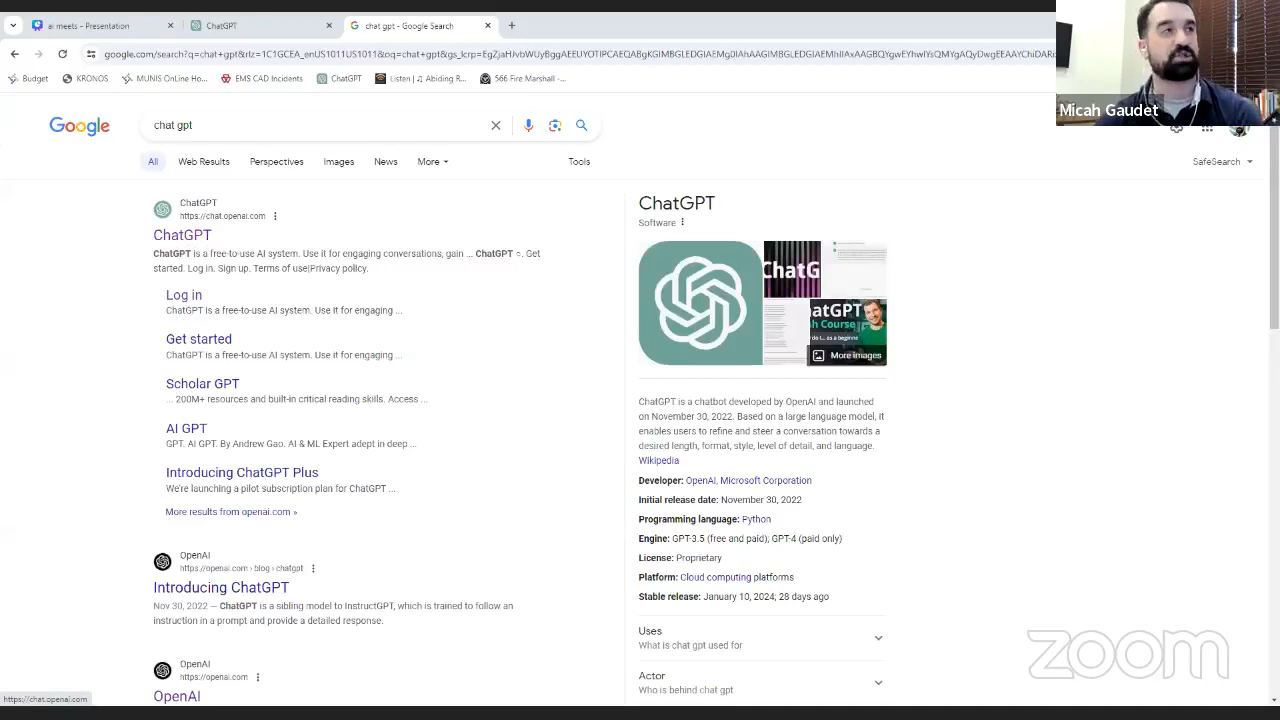 ai meets - Presentation
ChatGPT
chat gpt - Google Search
Micah Gaudet
Budget
KRONOS
MUNIS OnLine Ho...
EMS CAD Incidents
ChatGPT
Listen | ♫ Abiding R...
566 Fire Marshall -...
Google
chat gpt
All
Web Results
Perspectives
Images
News
More
Tools
SafeSearch
ChatGPT
https://chat.openai.com
ChatGPT
ChatGPT is a free-to-use AI system. Use it for engaging conversations, gain ... ChatGPT ○. Get
started. Log in. Sign up. Terms of use|Privacy policy.
Log in
ChatGPT is a free-to-use AI system. Use it for engaging ...
Get started
ChatGPT is a free-to-use AI system. Use it for engaging ...
Scholar GPT
... 200M+ resources and built-in critical reading skills. Access ...
AI GPT
GPT. AI GPT. By Andrew Gao. AI & ML Expert adept in deep ...
Introducing ChatGPT Plus
We're launching a pilot subscription plan for ChatGPT ...
More results from openai.com »
OpenAI
https://openai.com › blog › chatgpt
Introducing ChatGPT
Nov 30, 2022 — ChatGPT is a sibling model to InstructGPT, which is trained to follow an
instruction in a prompt and provide a detailed response.
OpenAI
https://openai.com
OpenAI
https://chat.openai.com
ChatGPT
Software
ChatG
atGPT
sh Course
More images
ChatGPT is a chatbot developed by OpenAI and launched
on November 30, 2022. Based on a large language model, it
enables users to refine and steer a conversation towards a
desired length, format, style, level of detail, and language.
Wikipedia
Developer: OpenAI, Microsoft Corporation
Initial release date: November 30, 2022
Programming language: Python
Engine: GPT-3.5 (free and paid); GPT-4 (paid only)
License: Proprietary
Platform: Cloud computing platforms
Stable release: January 10, 2024; 28 days ago
Uses
What is chat gpt used for
Actor
Who is behind chat gpt
zoom